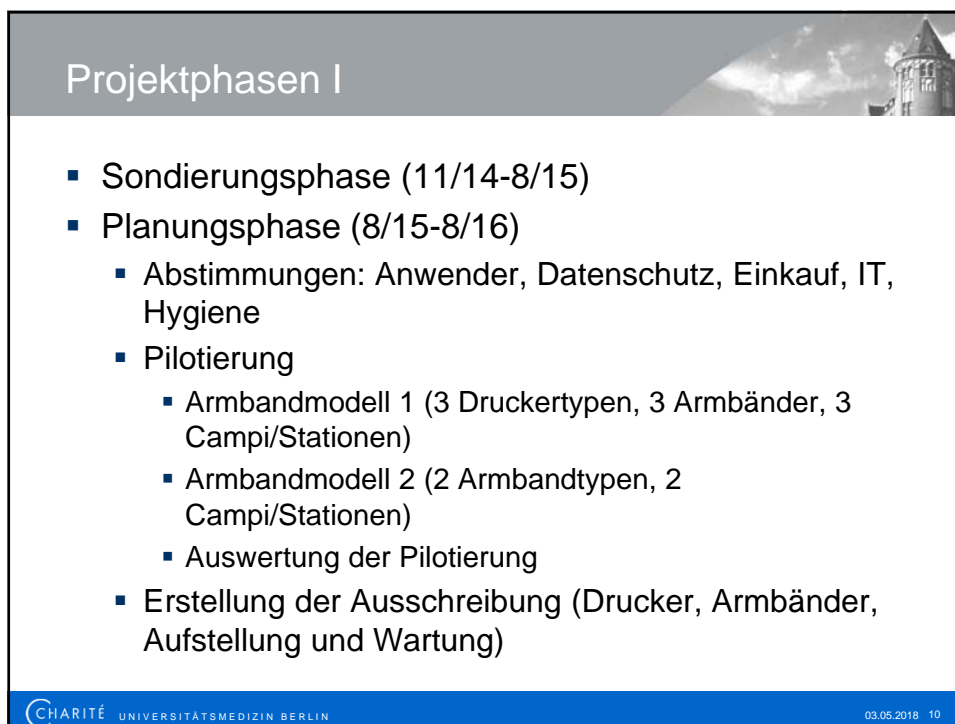 Projektphasen I
▪ Sondierungsphase (11/14-8/15)
▪ Planungsphase (8/15-8/16)
▪ Abstimmungen: Anwender, Datenschutz, Einkauf, IT,
Hygiene
▪ Pilotierung
▪ Armbandmodell 1 (3 Druckertypen, 3 Armbänder, 3
Campi/Stationen)
▪ Armbandmodell 2 (2 Armbandtypen, 2
Campi/Stationen)
▪ Auswertung der Pilotierung
▪ Erstellung der Ausschreibung (Drucker, Armbänder,
Aufstellung und Wartung)
CHARITÉ UNIVERSITÄTSMEDIZIN BERLIN 03.05.2018 10